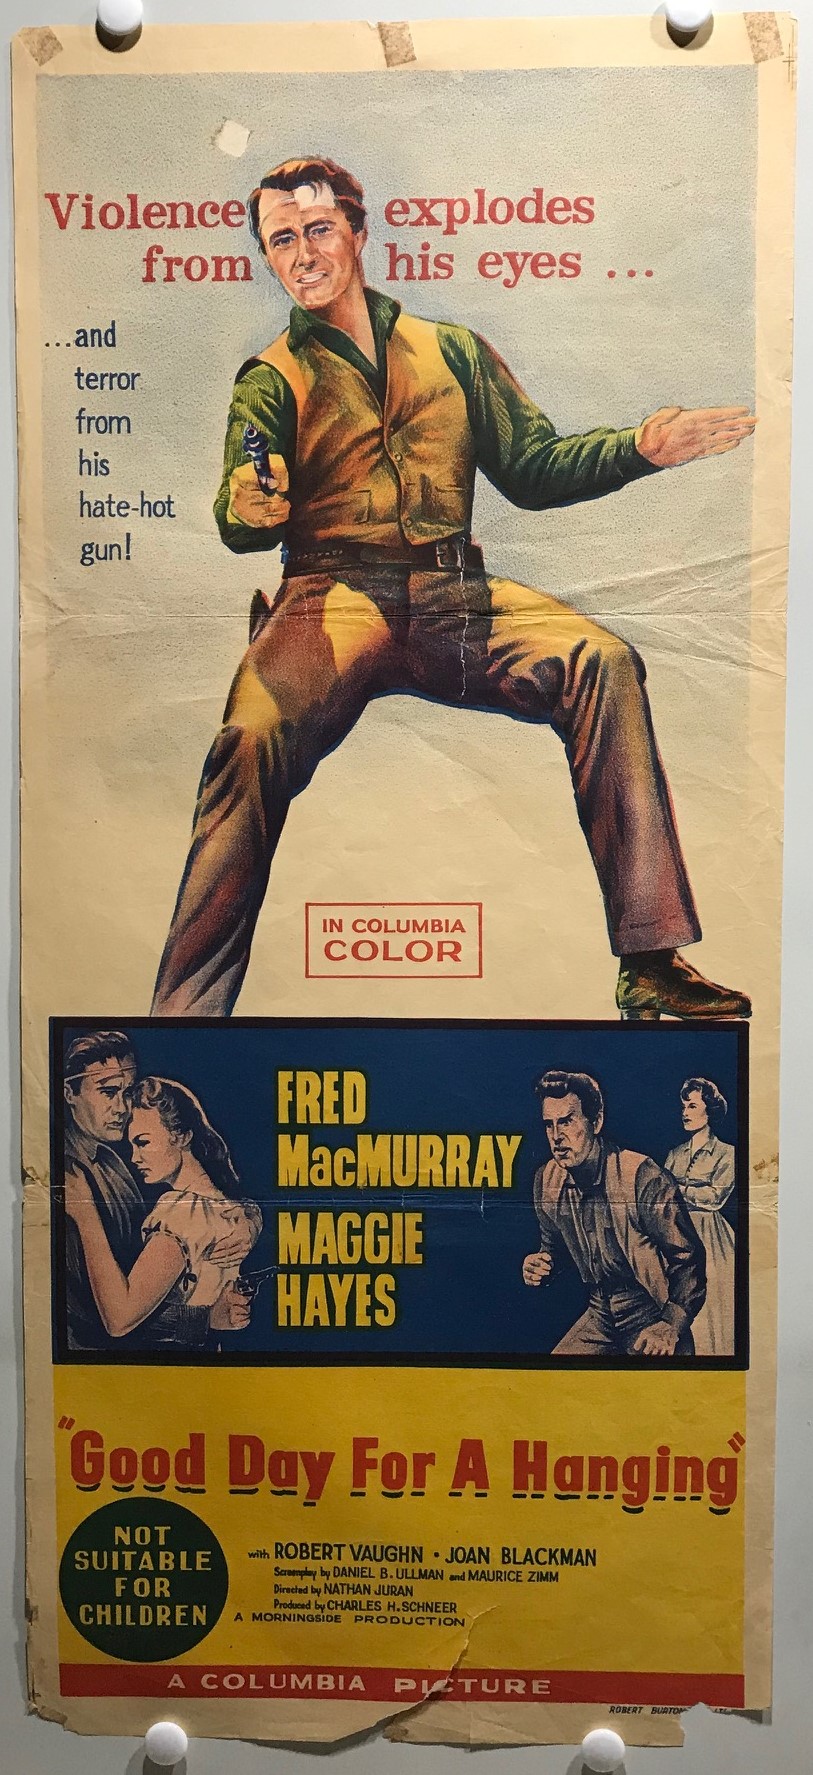 Violence explodes
from his eyes ...
...and
terror
from
his
hate-hot
gun!
IN COLUMBIA
COLOR
FRED
MacMURRAY
MAGGIE
HAYES
"Good Day For A Hanging"
NOT
SUITABLE
FOR
CHILDREN
with ROBERT VAUGHN • JOAN BLACKMAN
Screenplay by DANIEL B. ULLMAN and MAURICE ZIMM
Directed by NATHAN JURAN
Produced by CHARLES H. SCHNEER
A MORNINGSIDE PRODUCTION
A COLUMBIA PICTURE
ROBERT BURTON